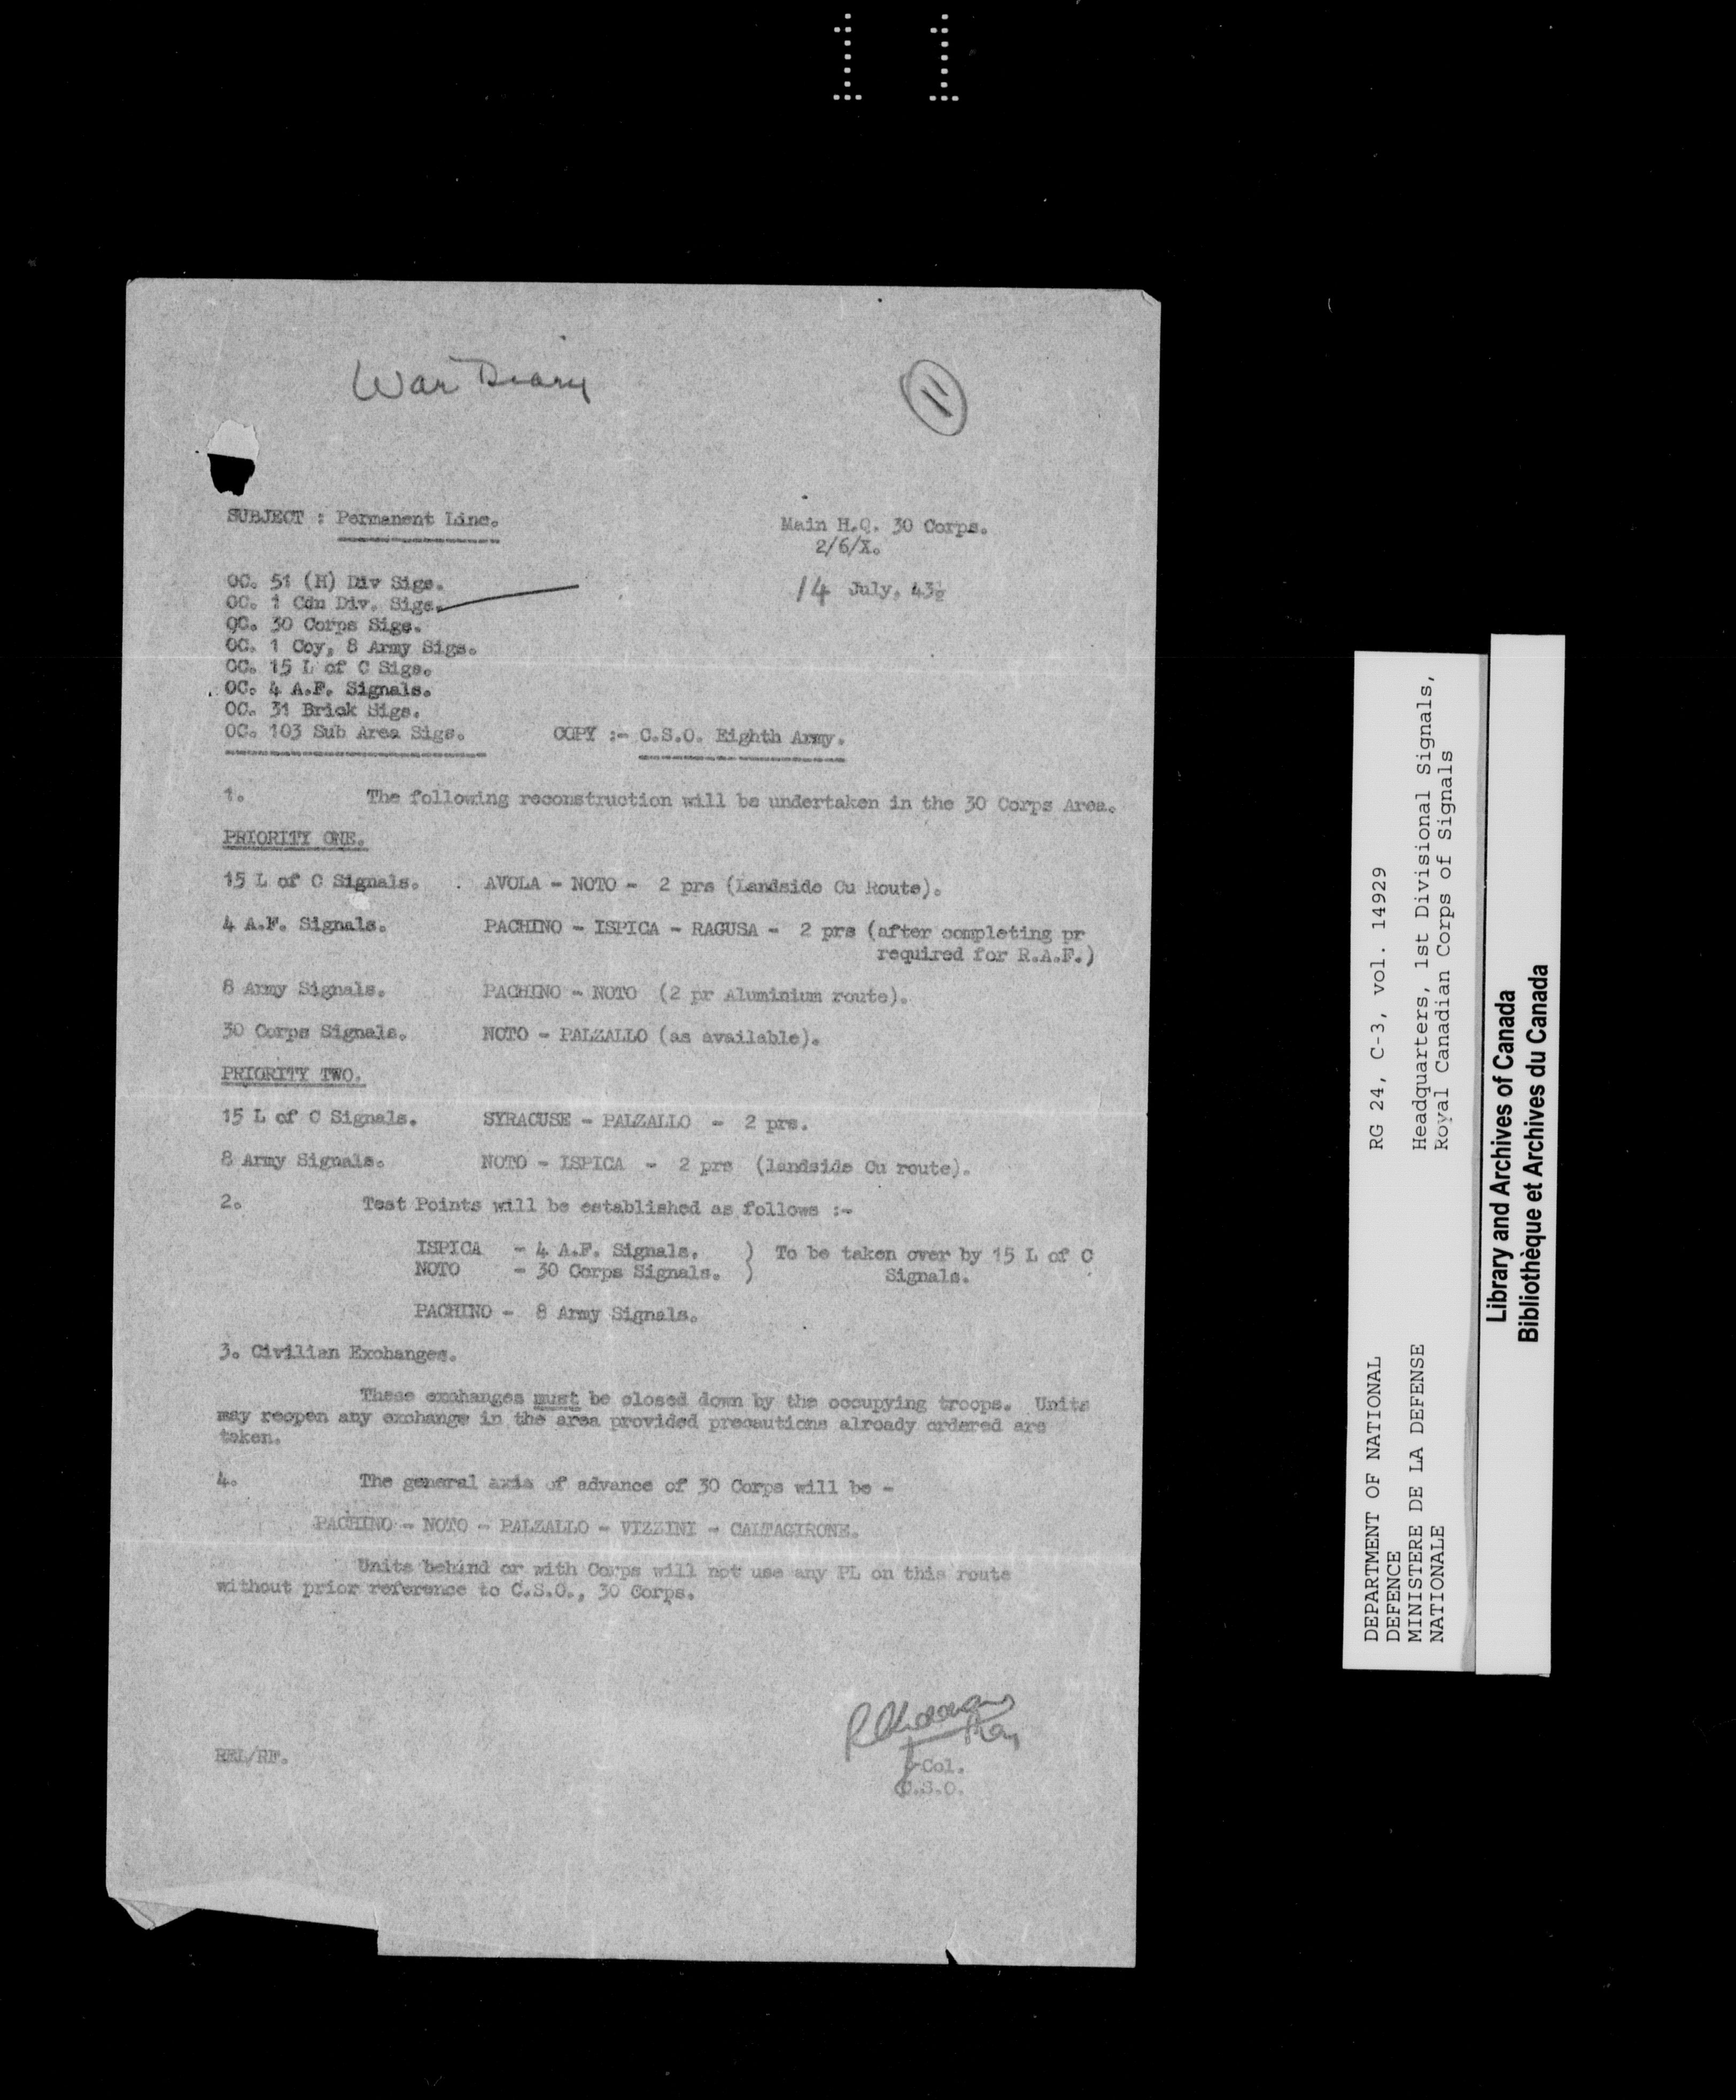 11
War Diary
11
SUBJECT : Permanent Line.
Main H.Q. 30 Corps.
2/6/X.
14 July, 43.
OC. 51 (H) Div Sigs.
OC. 1 Cdn Div. Sigs.
OC. 30 Corps Sigs.
OC. 1 Coy, 8 Army Sigs.
OC. 15 L of C Sigs.
OC. 4 A.F. Signals.
OC. 31 Brick Sigs.
OC. 103 Sub Area Sigs. COPY :- C.S.O. Eighth Army.
1. The following reconstruction will be undertaken in the 30 Corps Area.
PRIORITY ONE.
15 L of C Signals. AVOLA - NOTO - 2 prs (Landside Cu Route).
4 A.F. Signals. PACHINO - ISPICA - RAGUSA - 2 prs (after completing pr
required for R.A.F.)
8 Army Signals. PACHINO - NOTO (2 pr Aluminium route).
30 Corps Signals. NOTO - PALZALLO (as available).
PRIORITY TWO.
15 L of C Signals. SYRACUSE - PALZALLO - 2 prs.
8 Army Signals. NOTO - ISPICA - 2 prs (landside Cu route).
2. Test Points will be established as follows :-
ISPICA - 4 A.F. Signals. ) To be taken over by 15 L of C
NOTO - 30 Corps Signals. ) Signals.
PACHINO - 8 Army Signals.
3. Civilian Exchanges.
These exchanges must be closed down by the occupying troops. Units
may reopen any exchange in the area provided precautions already ordered are
taken.
4. The general axis of advance of 30 Corps will be -
PACHINO - NOTO - PALZALLO - VIZZINI - CALTAGIRONE.
Units behind or with Corps will not use any PL on this route
without prior reference to C.S.O., 30 Corps.
REL/RF.
Col.
C.S.O.
DEPARTMENT OF NATIONAL
DEFENCE
MINISTERE DE LA DEFENSE
NATIONALE
RG 24, C-3, vol. 14929
Headquarters, 1st Divisional Signals,
Royal Canadian Corps of Signals
Library and Archives of Canada
Bibliothèque et Archives du Canada